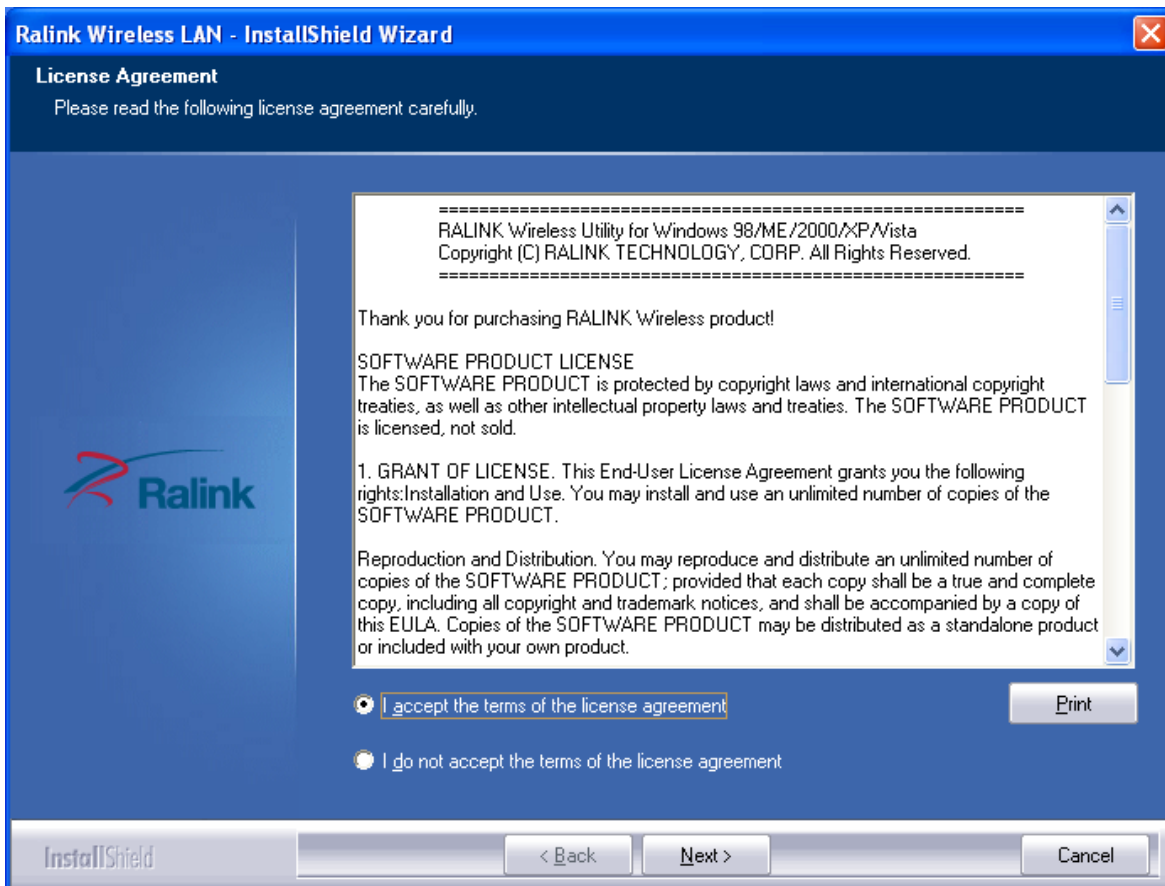 Ralink Wireless LAN - InstallShield Wizard
License Agreement
Please read the following license agreement carefully.
============================================================
RALINK Wireless Utility for Windows 98/ME/2000/XP/Vista
Copyright (C) RALINK TECHNOLOGY, CORP. All Rights Reserved.
============================================================
Thank you for purchasing RALINK Wireless product!
SOFTWARE PRODUCT LICENSE
The SOFTWARE PRODUCT is protected by copyright laws and international copyright
treaties, as well as other intellectual property laws and treaties. The SOFTWARE PRODUCT
is licensed, not sold.
1. GRANT OF LICENSE. This End-User License Agreement grants you the following
rights:Installation and Use. You may install and use an unlimited number of copies of the
SOFTWARE PRODUCT.
Reproduction and Distribution. You may reproduce and distribute an unlimited number of
copies of the SOFTWARE PRODUCT; provided that each copy shall be a true and complete
copy, including all copyright and trademark notices, and shall be accompanied by a copy of
this EULA. Copies of the SOFTWARE PRODUCT may be distributed as a standalone product
or included with your own product.
Ralink
I accept the terms of the license agreement
Print
I do not accept the terms of the license agreement
InstallShield
< Back
Next >
Cancel